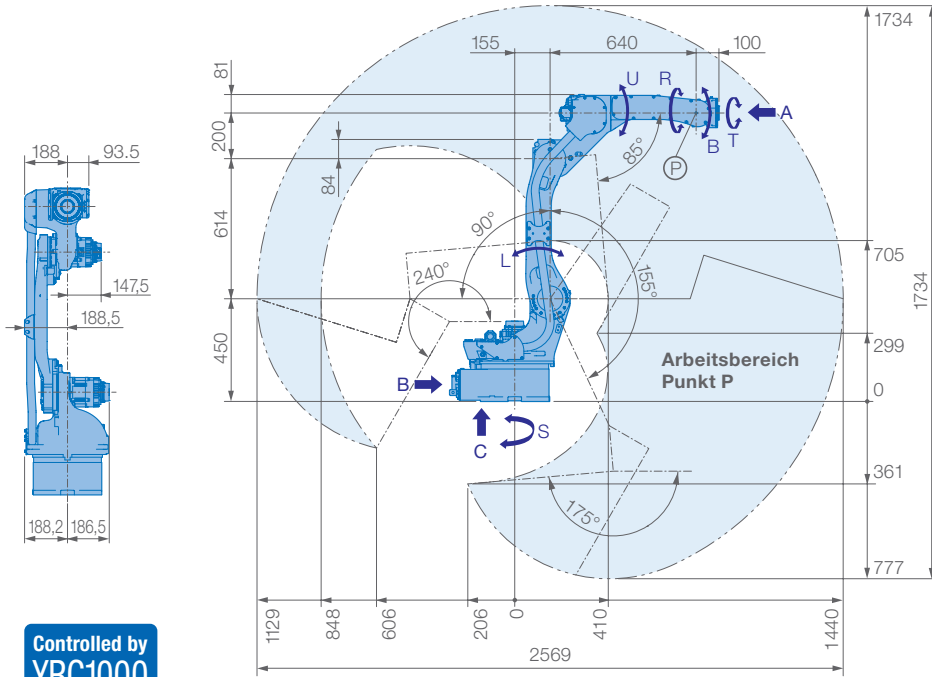 1734
155
640
100
81
U
R
A
T
B
200
85°
P
188
93.5
84
90°
614
L
705
240°
155°
1734
147,5
188,5
450
299
Arbeitsbereich
Punkt P
B
0
S
C
361
175°
188,2
186,5
777
1129
848
606
206
0
410
1440
2569
Controlled by
YRC1000